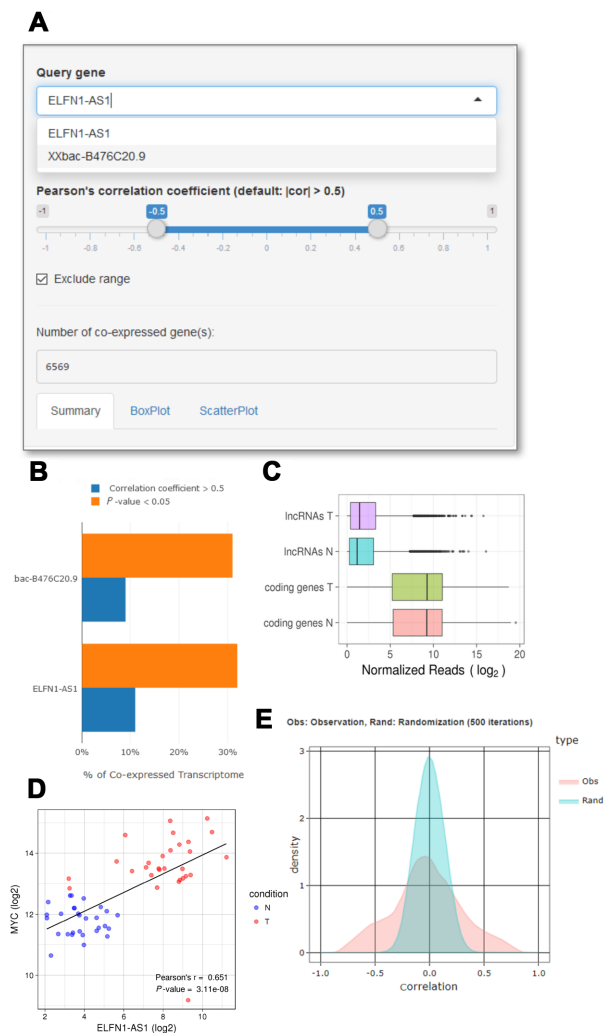 A
Query gene
ELFN1-AS1
ELFN1-AS1
XXbac-B476C20.9
Pearson's correlation coefficient (default: |cor| > 0.5)
-1 -0.5 0.5 1
-1 -0.8 -0.6 -0.4 -0.2 0 0.2 0.4 0.6 0.8 1
Exclude range
Number of co-expressed gene(s):
6569
Summary BoxPlot ScatterPlot
B
Correlation coefficient > 0.5
P -value < 0.05
bac-B476C20.9
ELFN1-AS1
0% 10% 20% 30%
% of Co-expressed Transcriptome
C
lncRNAs T
lncRNAs N
coding genes T
coding genes N
0 5 10 15 20
Normalized Reads ( log2 )
D
MYC (log2)
14
12
10
Pearson's r = 0.651
P -value = 3.11e-08
2 4 6 8 10
ELFN1-AS1 (log2)
condition
N
T
E
Obs: Observation, Rand: Randomization (500 iterations)
type
Obs
Rand
density
3
2
1
0
-1.0 -0.5 0.0 0.5 1.0
correlation